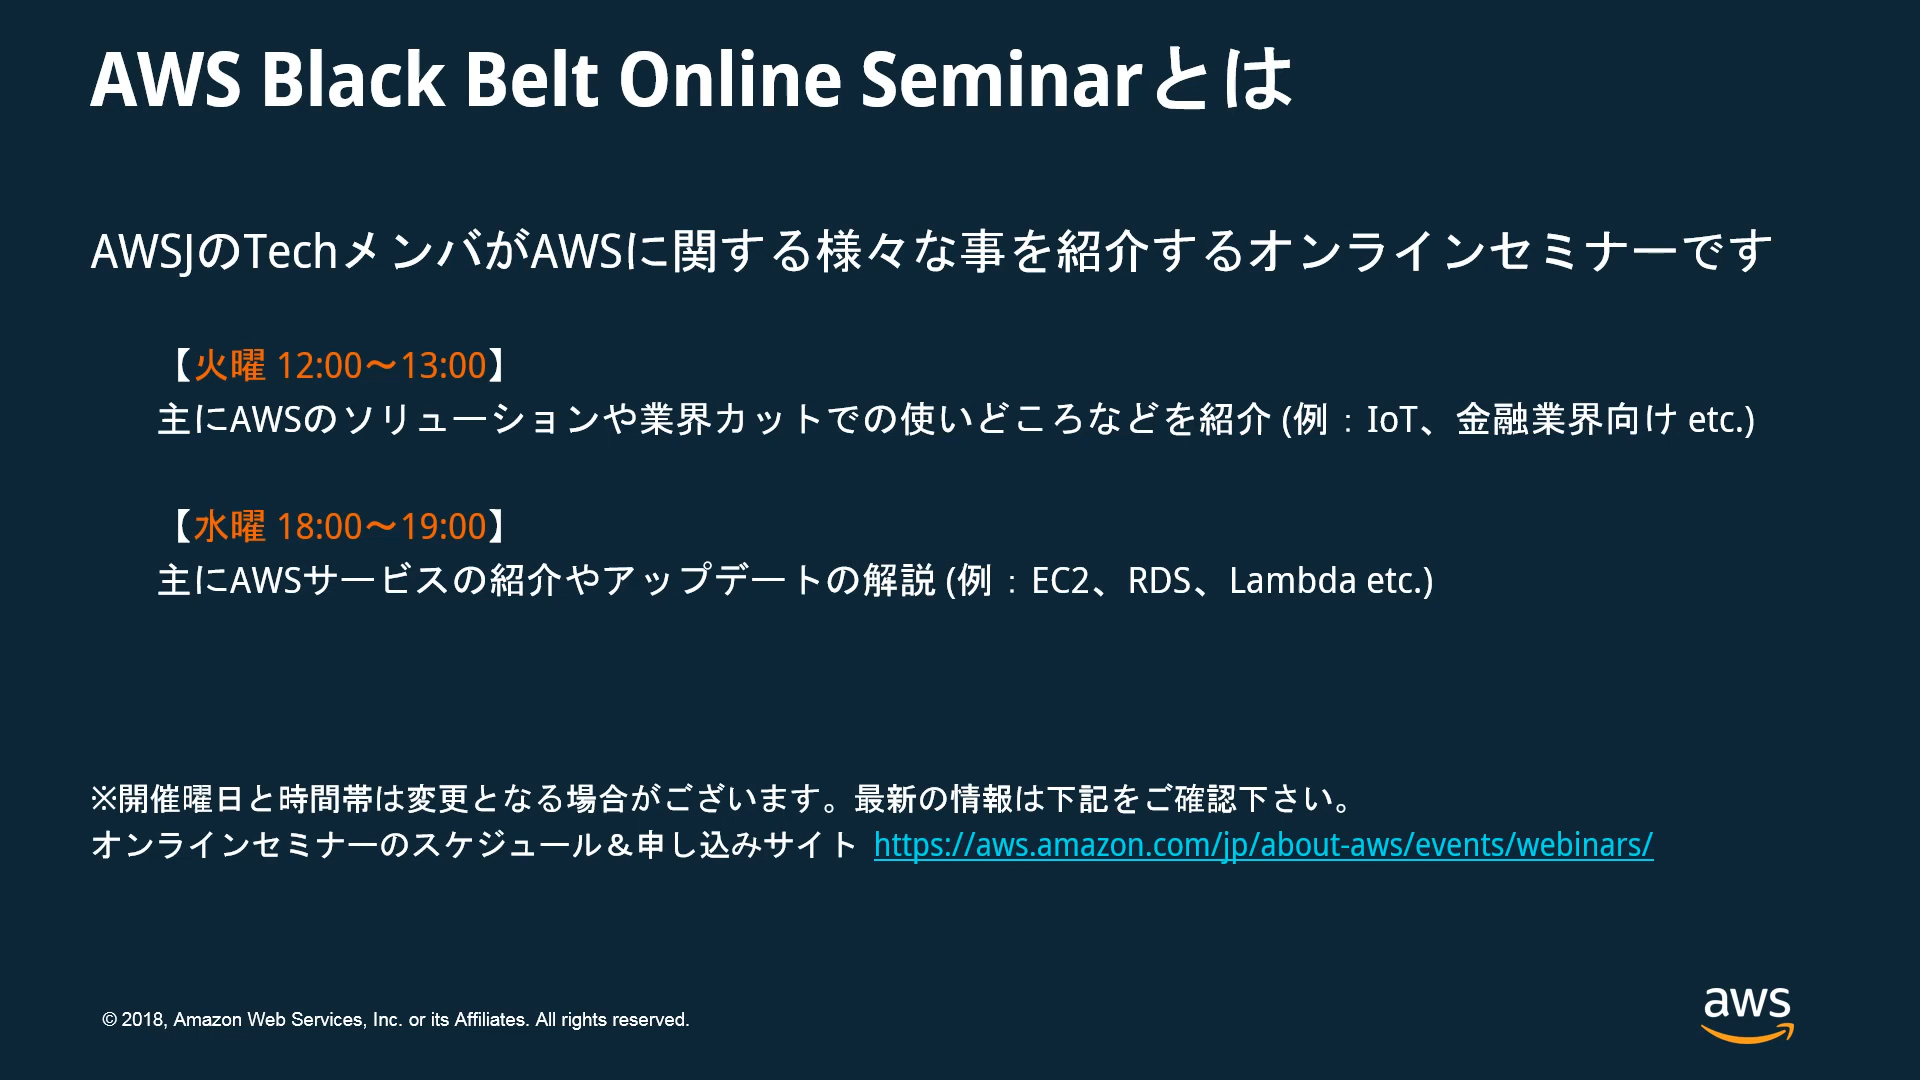 AWS Black Belt Online Seminarとは
AWSJのTechメンバがAWSに関する様々な事を紹介するオンラインセミナーです
【火曜 12:00～13:00】
主にAWSのソリューションや業界カットでの使いどころなどを紹介 (例：IoT、金融業界向け etc.)
【水曜 18:00～19:00】
主にAWSサービスの紹介やアップデートの解説 (例：EC2、RDS、Lambda etc.)
※開催曜日と時間帯は変更となる場合がございます。最新の情報は下記をご確認下さい。
オンラインセミナーのスケジュール＆申し込みサイト https://aws.amazon.com/jp/about-aws/events/webinars/
© 2018, Amazon Web Services, Inc. or its Affiliates. All rights reserved.
aws